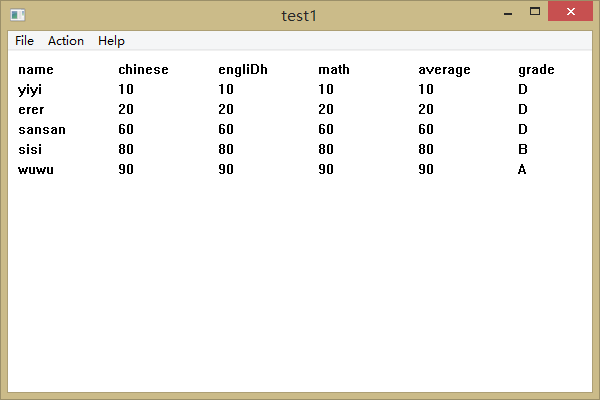 test1
File Action Help
name chinese engliDh math average grade
yiyi 10 10 10 10 D
erer 20 20 20 20 D
sansan 60 60 60 60 D
sisi 80 80 80 80 B
wuwu 90 90 90 90 A